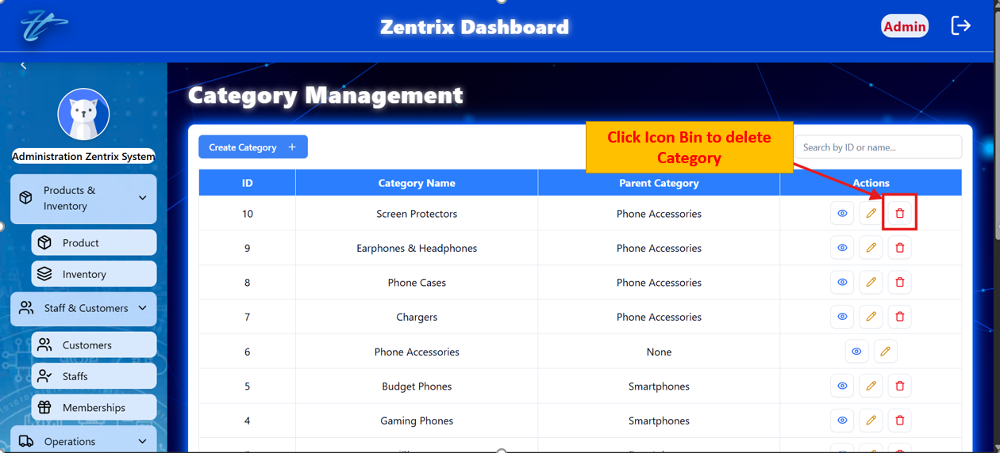 Zentrix Dashboard
Admin
Administration Zentrix System
Products &
Inventory
Product
Inventory
Staff & Customers
Customers
Staffs
Memberships
Operations
Category Management
Create Category +
Click Icon Bin to delete
Category
Search by ID or name...
ID Category Name Parent Category Actions
10 Screen Protectors Phone Accessories
9 Earphones & Headphones Phone Accessories
8 Phone Cases Phone Accessories
7 Chargers Phone Accessories
6 Phone Accessories None
5 Budget Phones Smartphones
4 Gaming Phones Smartphones